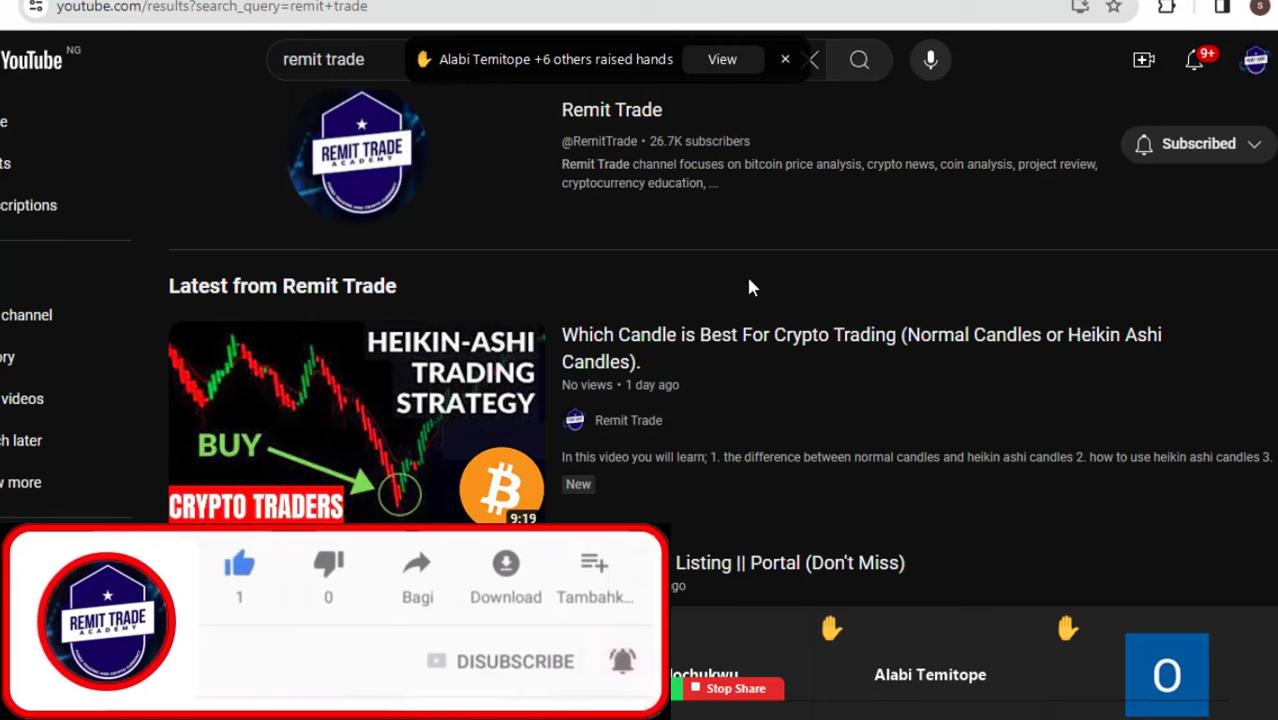 youtube.com/results?search_query=remit+trade
YouTube NG
remit trade
Alabi Temitope +6 others raised hands
View
9+
REMIT TRADE
ACADEMY
Remit Trade
@RemitTrade • 26.7K subscribers
Remit Trade channel focuses on bitcoin price analysis, crypto news, coin analysis, project review,
cryptocurrency education, ...
Subscribed
e
ts
criptions
channel
ry
videos
ch later
w more
Latest from Remit Trade
HEIKIN-ASHI
TRADING
STRATEGY
BUY
CRYPTO TRADERS
9:19
Which Candle is Best For Crypto Trading (Normal Candles or Heikin Ashi
Candles).
No views • 1 day ago
Remit Trade
In this video you will learn; 1. the difference between normal candles and heikin ashi candles 2. how to use heikin ashi candles 3.
New
Listing || Portal (Don't Miss)
go
REMIT TRADE
ACADEMY
1
0
Bagi
Download
Tambahk...
DISUBSCRIBE
Stop Share
Alabi Temitope
O